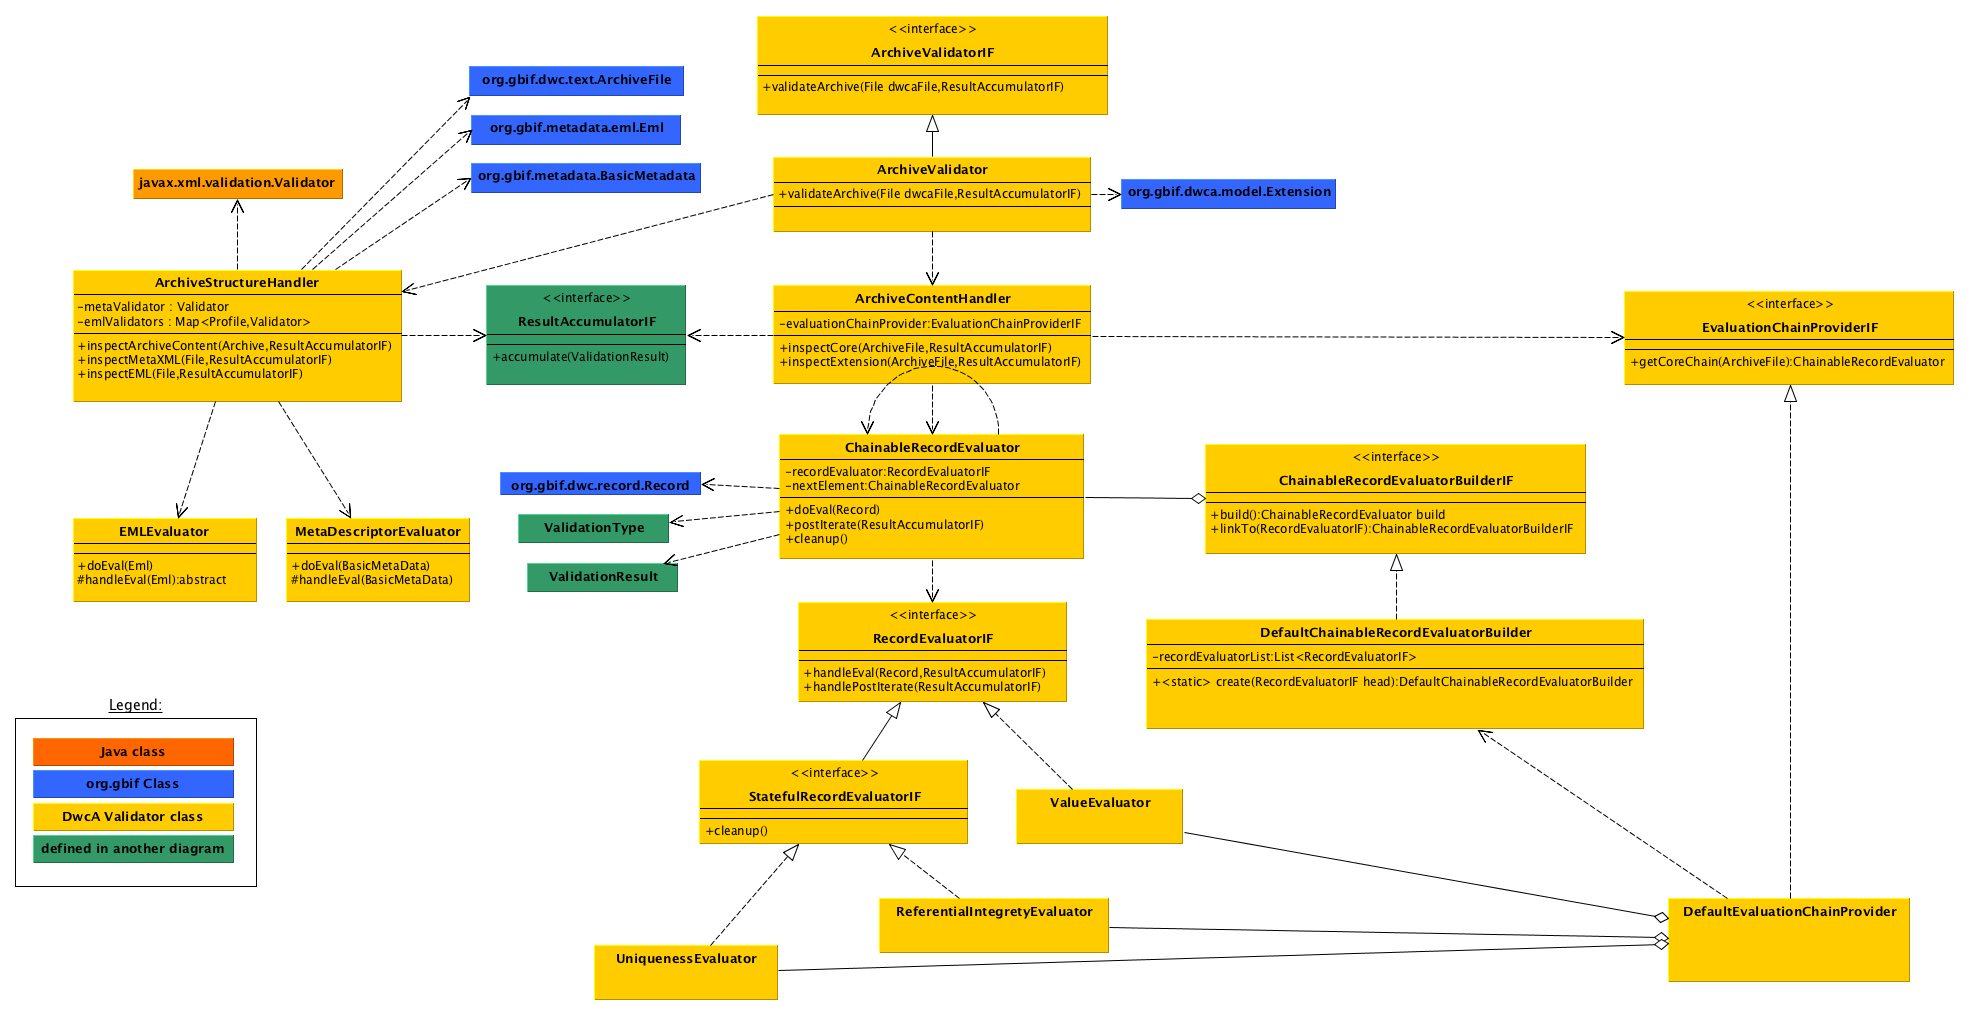 <<interface>>
ArchiveValidatorIF
+validateArchive(File dwcaFile,ResultAccumulatorIF)
org.gbif.dwc.text.ArchiveFile
org.gbif.metadata.eml.Eml
org.gbif.metadata.BasicMetadata
javax.xml.validation.Validator
ArchiveValidator
+validateArchive(File dwcaFile,ResultAccumulatorIF)
org.gbif.dwca.model.Extension
ArchiveStructureHandler
-metaValidator : Validator
-emlValidators : Map<Profile,Validator>
+inspectArchiveContent(Archive,ResultAccumulatorIF)
+inspectMetaXML(File,ResultAccumulatorIF)
+inspectEML(File,ResultAccumulatorIF)
<<interface>>
ResultAccumulatorIF
+accumulate(ValidationResult)
ArchiveContentHandler
-evaluationChainProvider:EvaluationChainProviderIF
+inspectCore(ArchiveFile,ResultAccumulatorIF)
+inspectExtension(ArchiveFile,ResultAccumulatorIF)
<<interface>>
EvaluationChainProviderIF
+getCoreChain(ArchiveFile):ChainableRecordEvaluator
ChainableRecordEvaluator
-recordEvaluator:RecordEvaluatorIF
-nextElement:ChainableRecordEvaluator
+doEval(Record)
+postIterate(ResultAccumulatorIF)
+cleanup()
<<interface>>
ChainableRecordEvaluatorBuilderIF
+build():ChainableRecordEvaluator build
+linkTo(RecordEvaluatorIF):ChainableRecordEvaluatorBuilderIF
org.gbif.dwc.record.Record
ValidationType
ValidationResult
EMLEvaluator
+doEval(Eml)
#handleEval(Eml):abstract
MetaDescriptorEvaluator
+doEval(BasicMetaData)
#handleEval(BasicMetaData)
<<interface>>
RecordEvaluatorIF
+handleEval(Record,ResultAccumulatorIF)
+handlePostIterate(ResultAccumulatorIF)
DefaultChainableRecordEvaluatorBuilder
-recordEvaluatorList:List<RecordEvaluatorIF>
+<static> create(RecordEvaluatorIF head):DefaultChainableRecordEvaluatorBuilder
Legend:
Java class
org.gbif Class
DwcA Validator class
defined in another diagram
<<interface>>
StatefulRecordEvaluatorIF
+cleanup()
ValueEvaluator
ReferentialIntegretyEvaluator
DefaultEvaluationChainProvider
UniquenessEvaluator